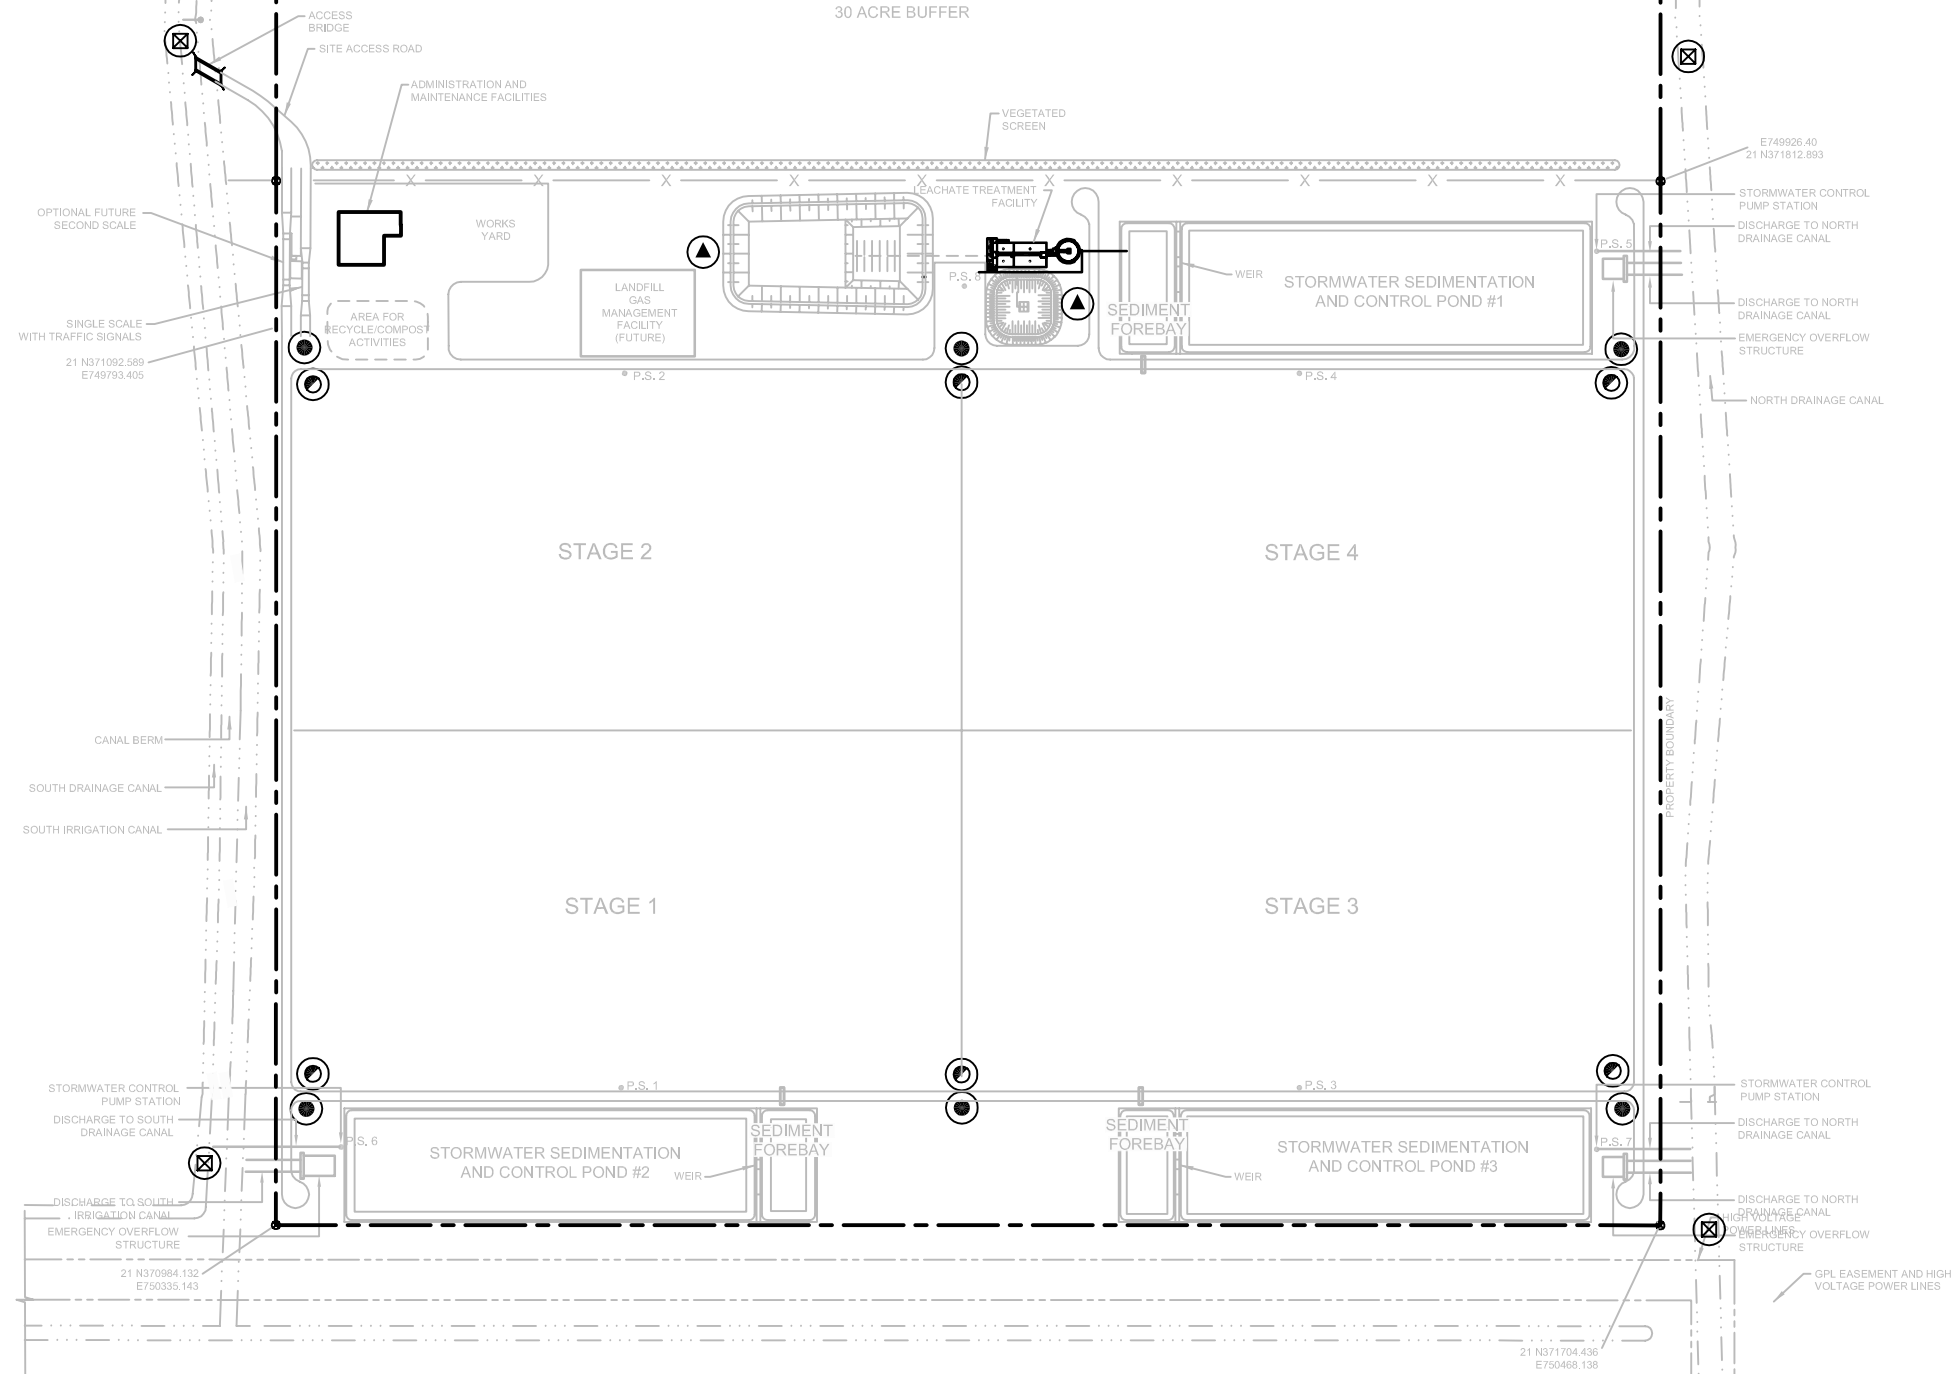 30 ACRE BUFFER
ACCESS
BRIDGE
SITE ACCESS ROAD
ADMINISTRATION AND
MAINTENANCE FACILITIES
VEGETATED
SCREEN
E749926.40
21 N371812.893
X X X X X X X X X X
LEACHATE TREATMENT
FACILITY
STORMWATER CONTROL
PUMP STATION
OPTIONAL FUTURE
SECOND SCALE
WORKS
YARD
DISCHARGE TO NORTH
DRAINAGE CANAL
P.S. 5
P.S. 8
WEIR
STORMWATER SEDIMENTATION
AND CONTROL POND #1
LANDFILL
GAS
MANAGEMENT
FACILITY
(FUTURE)
SEDIMENT
FOREBAY
DISCHARGE TO NORTH
DRAINAGE CANAL
AREA FOR
RECYCLE/COMPOST
ACTIVITIES
SINGLE SCALE
WITH TRAFFIC SIGNALS
EMERGENCY OVERFLOW
STRUCTURE
21 N371092.589
E749793.405
P.S. 2
P.S. 4
NORTH DRAINAGE CANAL
STAGE 2
STAGE 4
PROPERTY BOUNDARY
CANAL BERM
SOUTH DRAINAGE CANAL
SOUTH IRRIGATION CANAL
STAGE 1
STAGE 3
STORMWATER CONTROL
PUMP STATION
P.S. 1
P.S. 3
STORMWATER CONTROL
PUMP STATION
DISCHARGE TO SOUTH
DRAINAGE CANAL
P.S. 6
STORMWATER SEDIMENTATION
AND CONTROL POND #2
WEIR
SEDIMENT
FOREBAY
SEDIMENT
FOREBAY
WEIR
STORMWATER SEDIMENTATION
AND CONTROL POND #3
P.S. 7
DISCHARGE TO NORTH
DRAINAGE CANAL
DISCHARGE TO SOUTH
IRRIGATION CANAL
DISCHARGE TO NORTH
DRAINAGE CANAL
EMERGENCY OVERFLOW
STRUCTURE
HIGH VOLTAGE
POWER LINES
EMERGENCY OVERFLOW
STRUCTURE
21 N370984.132
E750335.143
GPL EASEMENT AND HIGH
VOLTAGE POWER LINES
21 N371704.436
E750468.138